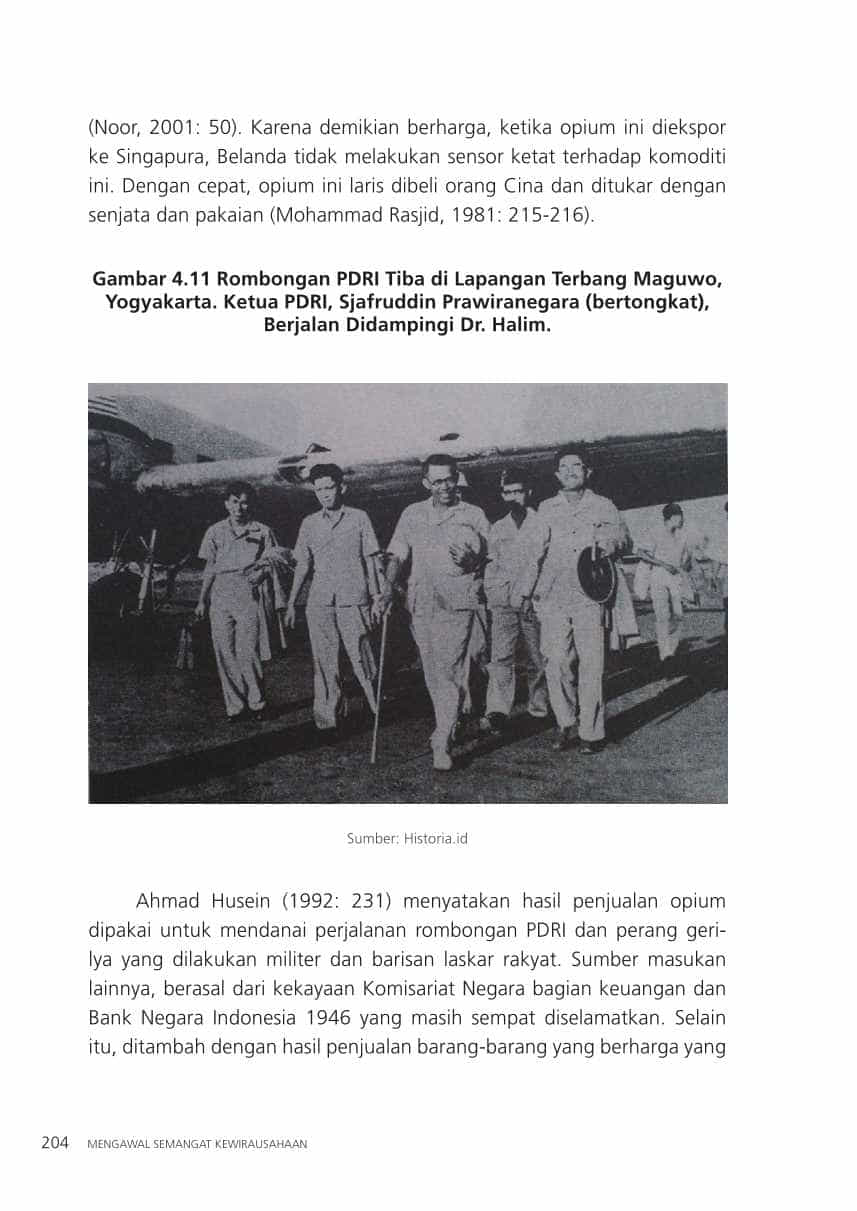 (Noor, 2001: 50). Karena demikian berharga, ketika opium ini diekspor
ke Singapura, Belanda tidak melakukan sensor ketat terhadap komoditi
ini. Dengan cepat, opium ini laris dibeli orang Cina dan ditukar dengan
senjata dan pakaian (Mohammad Rasjid, 1981: 215-216).
Gambar 4.11 Rombongan PDRI Tiba di Lapangan Terbang Maguwo,
Yogyakarta. Ketua PDRI, Sjafruddin Prawiranegara (bertongkat),
Berjalan Didampingi Dr. Halim.
Sumber: Historia.id
Ahmad Husein (1992: 231) menyatakan hasil penjualan opium
dipakai untuk mendanai perjalanan rombongan PDRI dan perang geri-
lya yang dilakukan militer dan barisan laskar rakyat. Sumber masukan
lainnya, berasal dari kekayaan Komisariat Negara bagian keuangan dan
Bank Negara Indonesia 1946 yang masih sempat diselamatkan. Selain
itu, ditambah dengan hasil penjualan barang-barang yang berharga yang
204 MENGAWAL SEMANGAT KEWIRAUSAHAAN